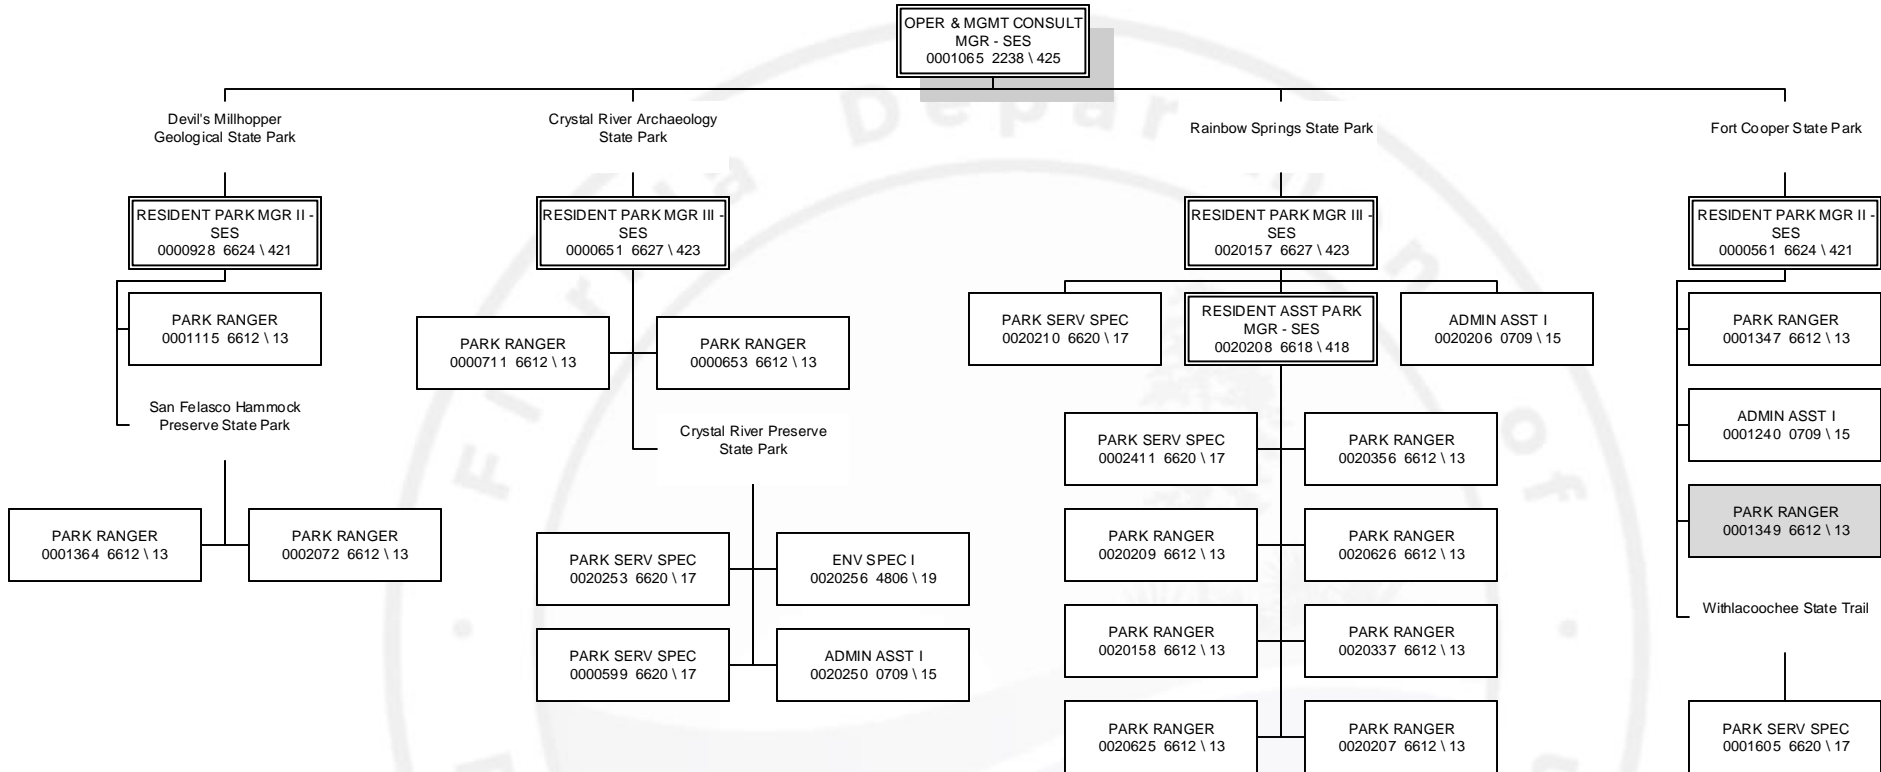 OPER & MGMT CONSULT
MGR - SES
0001065 2238 \ 425
Devil's Millhopper
Geological State Park
Crystal River Archaeology
State Park
Rainbow Springs State Park
Fort Cooper State Park
RESIDENT PARK MGR II -
SES
0000928 6624 \ 421
RESIDENT PARK MGR III -
SES
0000651 6627 \ 423
RESIDENT PARK MGR III -
SES
0020157 6627 \ 423
RESIDENT PARK MGR II -
SES
0000561 6624 \ 421
PARK RANGER
0001115 6612 \ 13
San Felasco Hammock
Preserve State Park
PARK RANGER
0001364 6612 \ 13
PARK RANGER
0002072 6612 \ 13
PARK RANGER
0000711 6612 \ 13
PARK RANGER
0000653 6612 \ 13
Crystal River Preserve
State Park
PARK SERV SPEC
0020253 6620 \ 17
ENV SPEC I
0020256 4806 \ 19
PARK SERV SPEC
0000599 6620 \ 17
ADMIN ASST I
0020250 0709 \ 15
PARK SERV SPEC
0020210 6620 \ 17
RESIDENT ASST PARK
MGR - SES
0020208 6618 \ 418
ADMIN ASST I
0020206 0709 \ 15
PARK SERV SPEC
0002411 6620 \ 17
PARK RANGER
0020356 6612 \ 13
PARK RANGER
0020209 6612 \ 13
PARK RANGER
0020626 6612 \ 13
PARK RANGER
0020158 6612 \ 13
PARK RANGER
0020337 6612 \ 13
PARK RANGER
0020625 6612 \ 13
PARK RANGER
0020207 6612 \ 13
PARK RANGER
0001347 6612 \ 13
ADMIN ASST I
0001240 0709 \ 15
PARK RANGER
0001349 6612 \ 13
Withlacoochee State Trail
PARK SERV SPEC
0001605 6620 \ 17